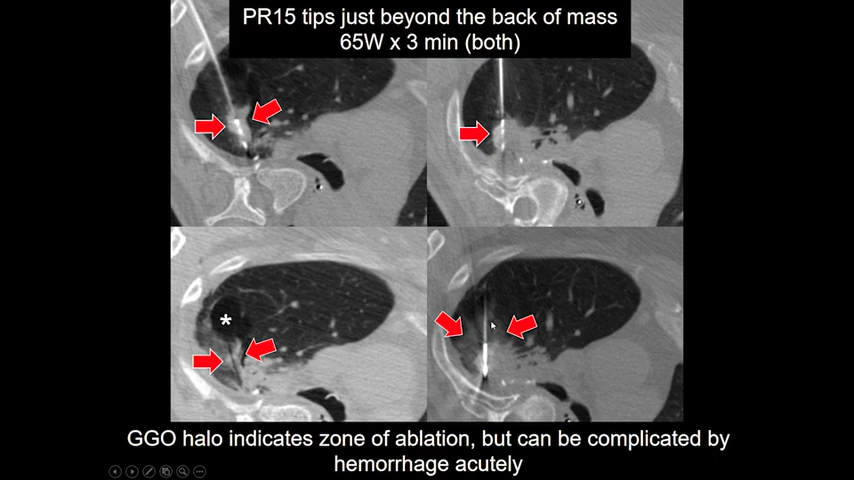 PR15 tips just beyond the back of mass
65W x 3 min (both)
*
GGO halo indicates zone of ablation, but can be complicated by
hemorrhage acutely